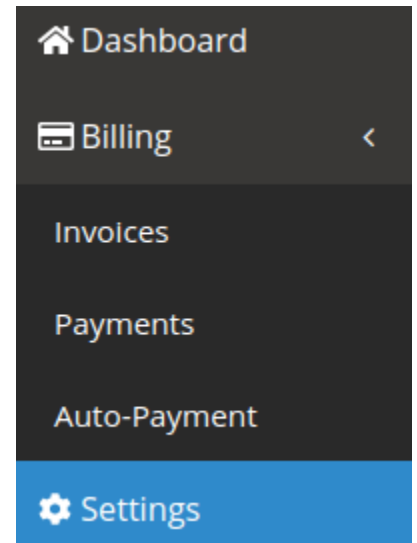 Dashboard
Billing
Invoices
Payments
Auto-Payment
Settings